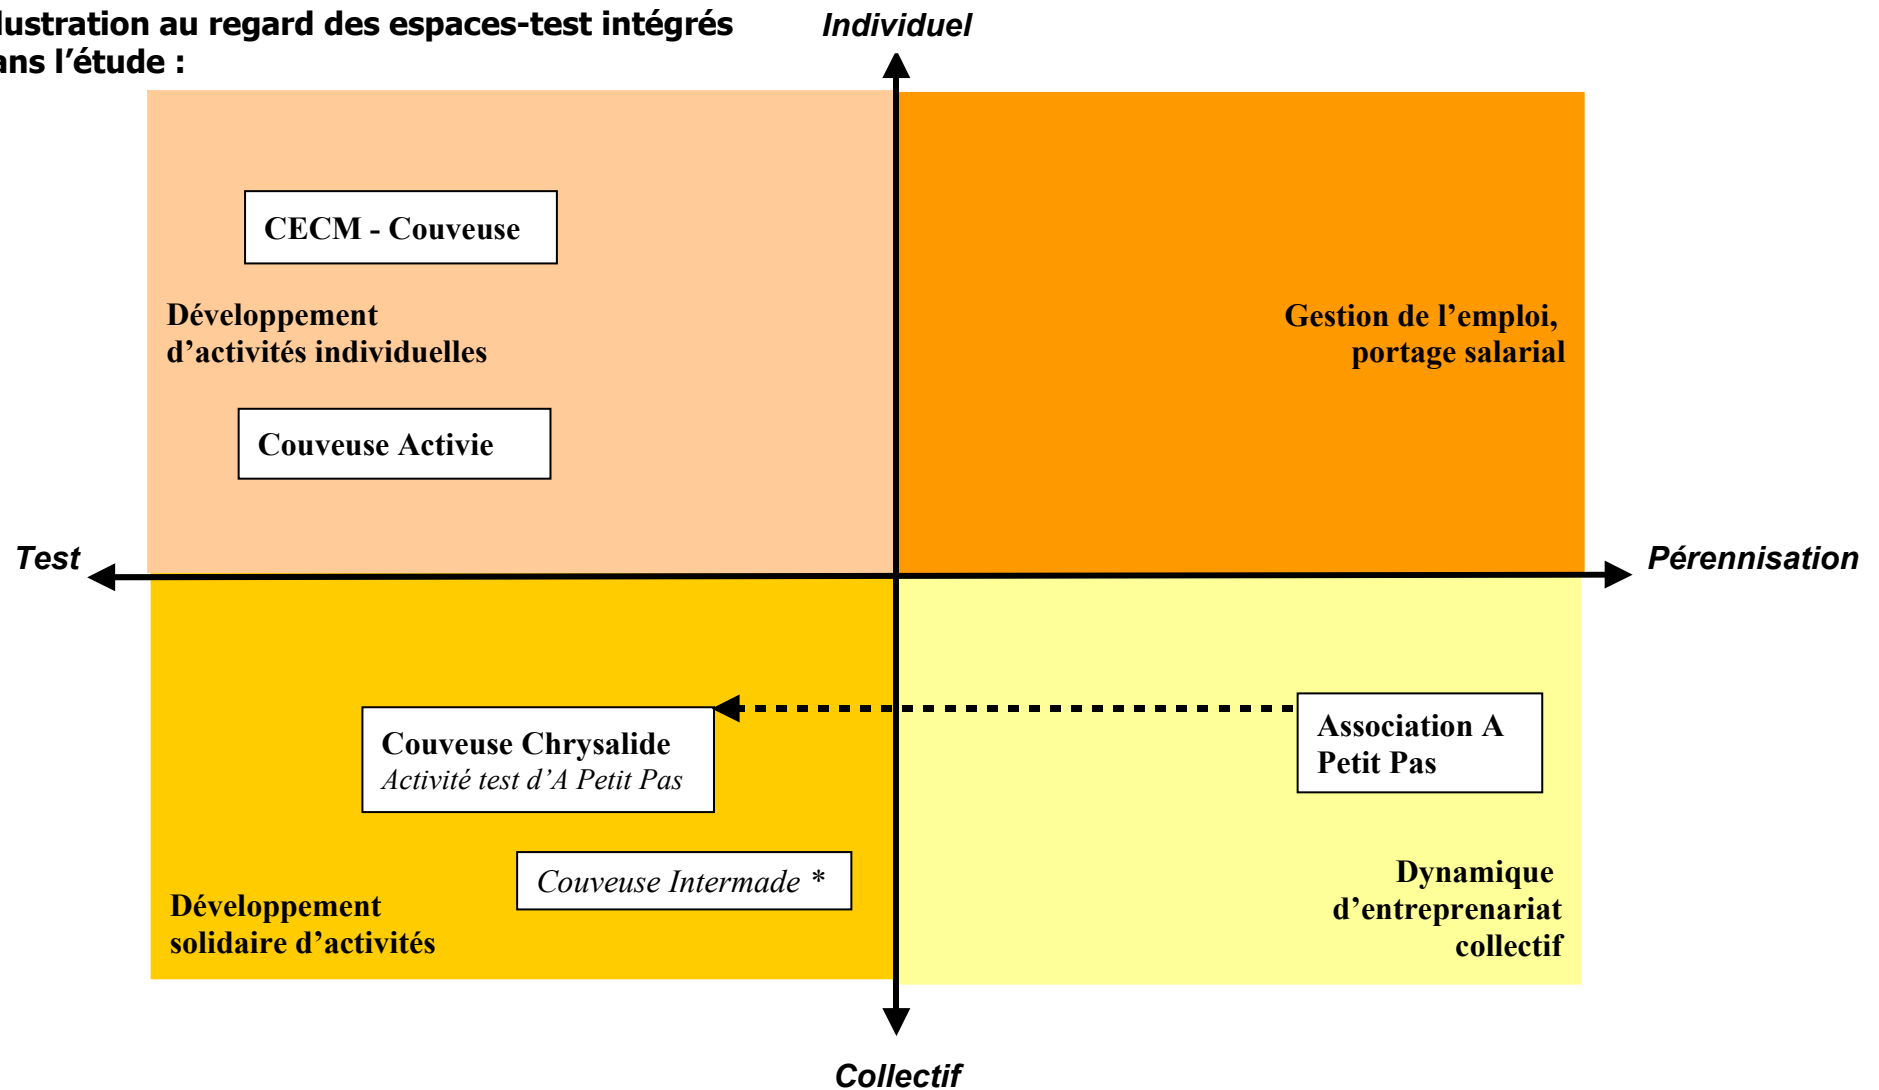 lustration au regard des espaces-test intégrés
ans l’étude :
Individuel
CECM - Couveuse
Développement
d’activités individuelles
Couveuse Activie
Gestion de l’emploi,
portage salarial
Test
Pérennisation
Couveuse Chrysalide
Activité test d’A Petit Pas
Couveuse Intermade *
Développement
solidaire d’activités
Association A
Petit Pas
Dynamique
d’entreprenariat
collectif
Collectif